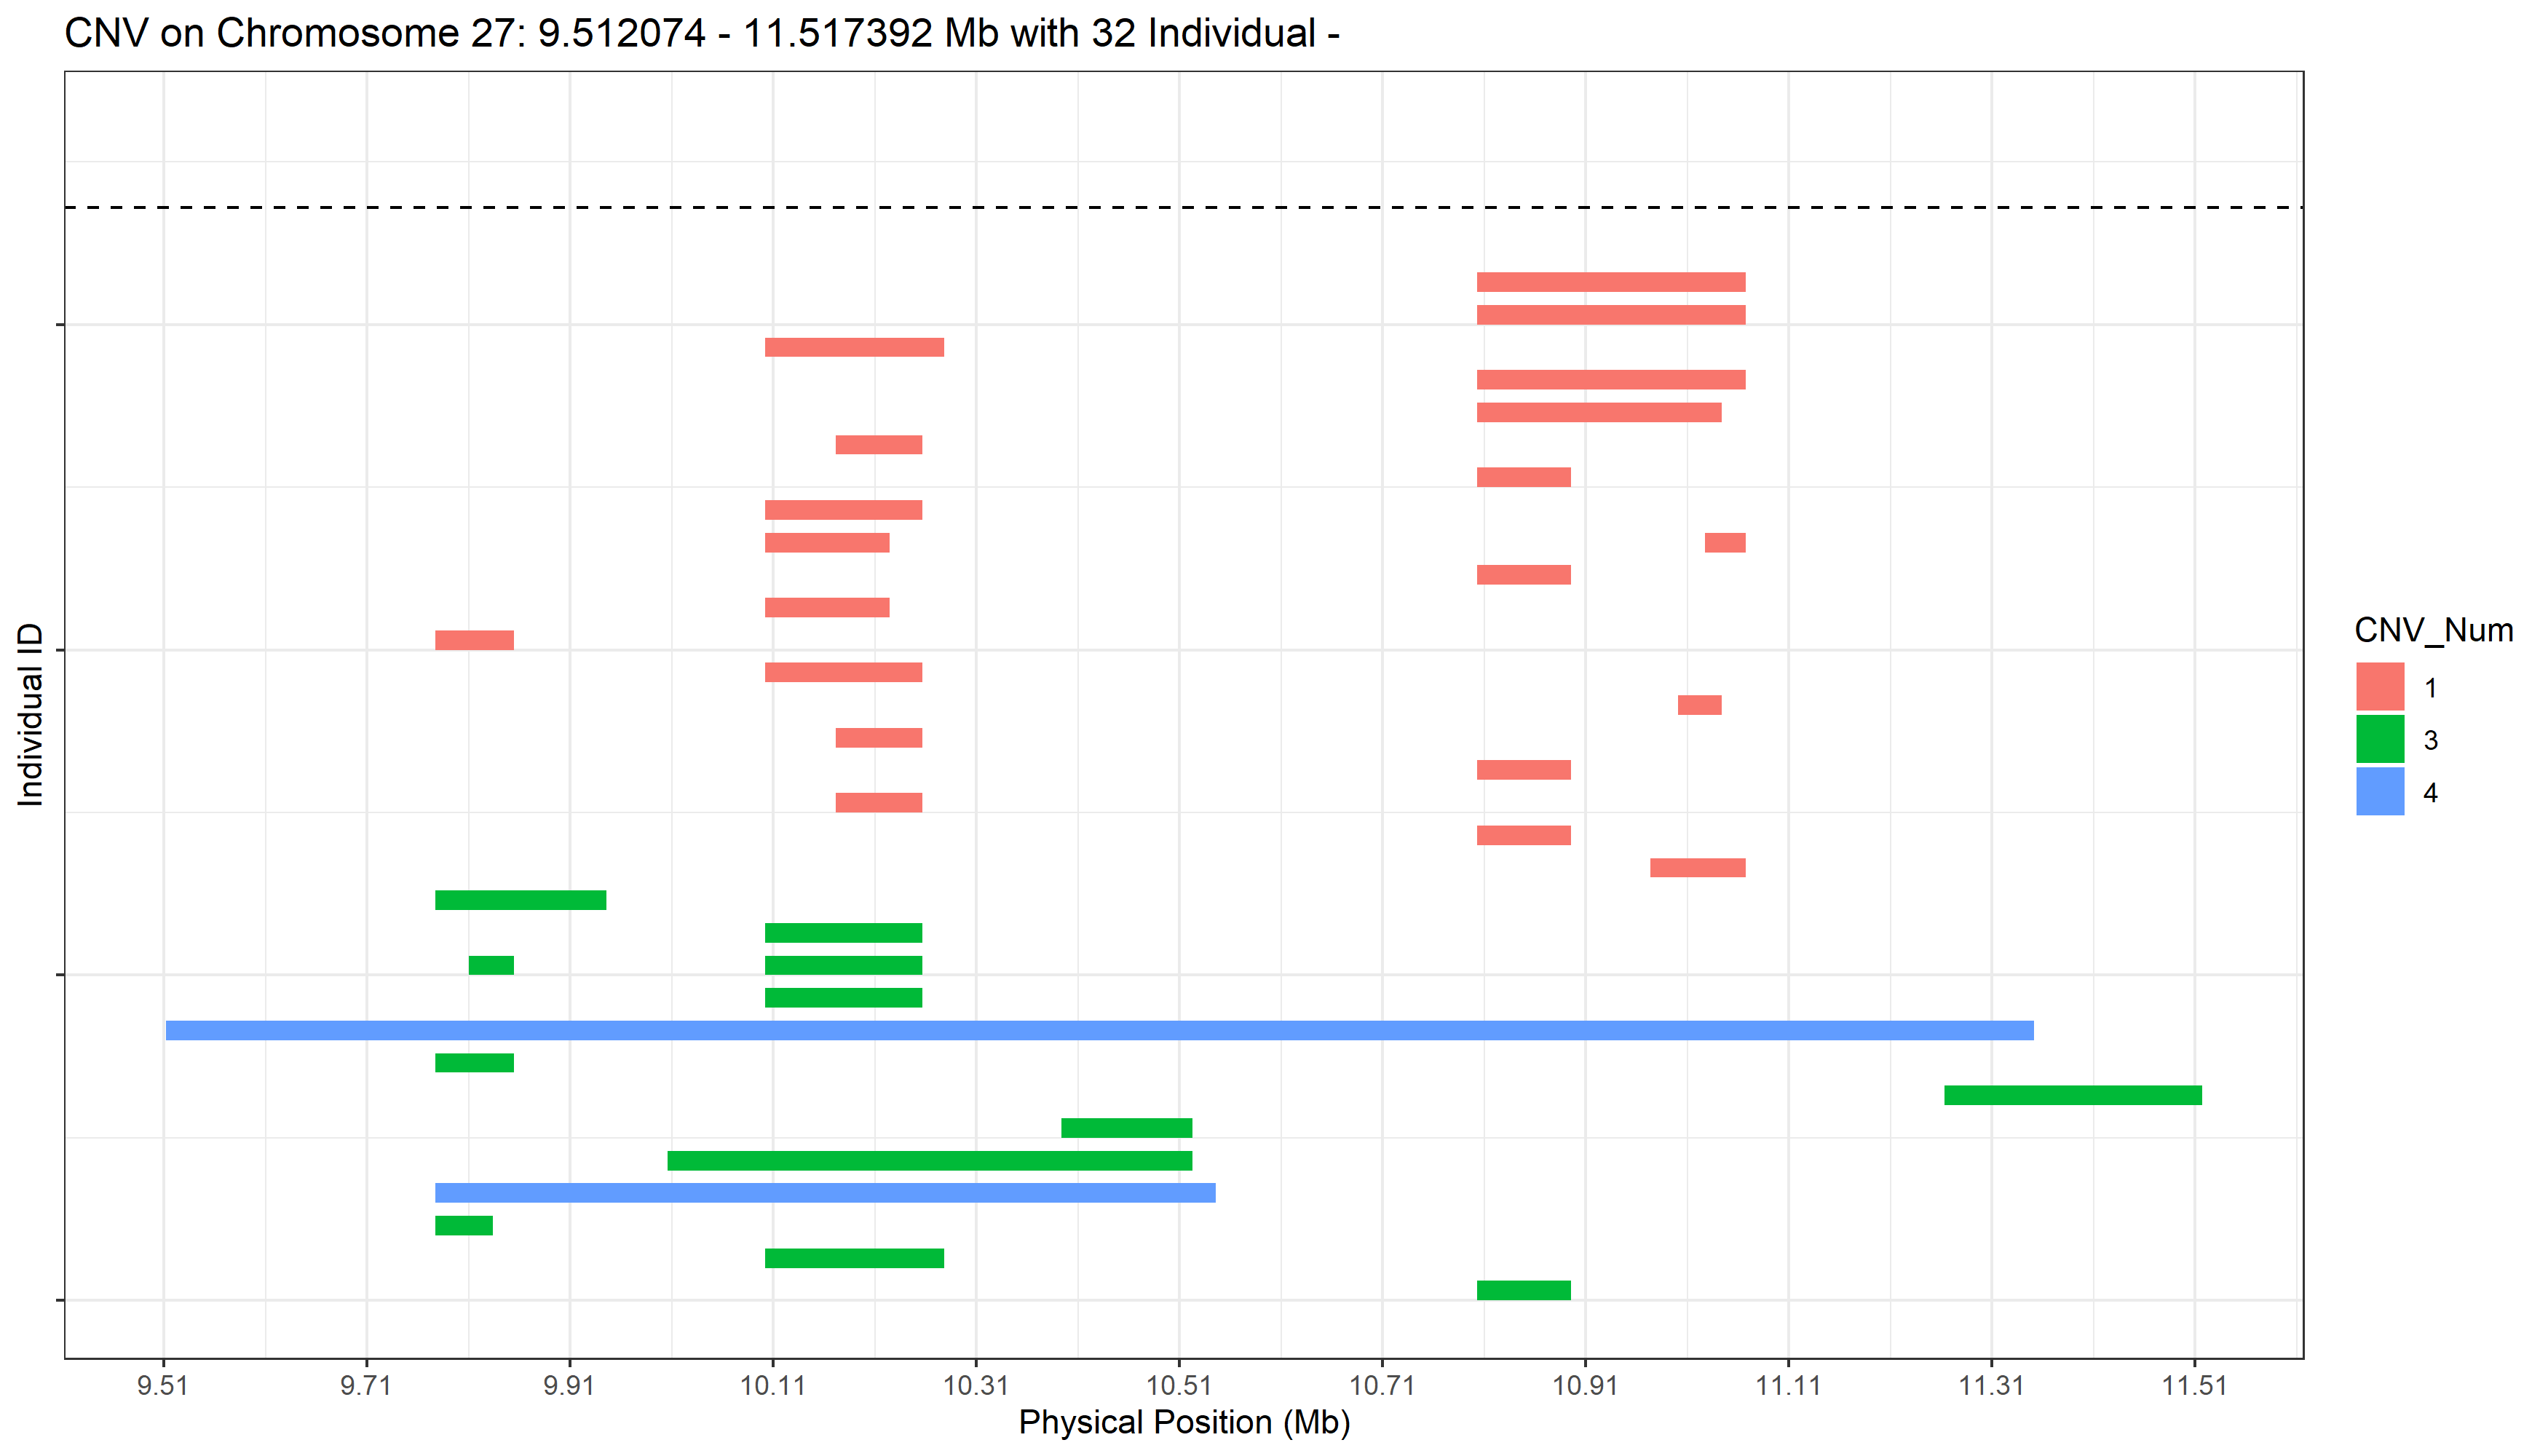 CNV on Chromosome 27: 9.512074 - 11.517392 Mb with 32 Individual -
Individual ID
CNV_Num
1
3
4
9.51 9.71 9.91 10.11 10.31 10.51 10.71 10.91 11.11 11.31 11.51
Physical Position (Mb)